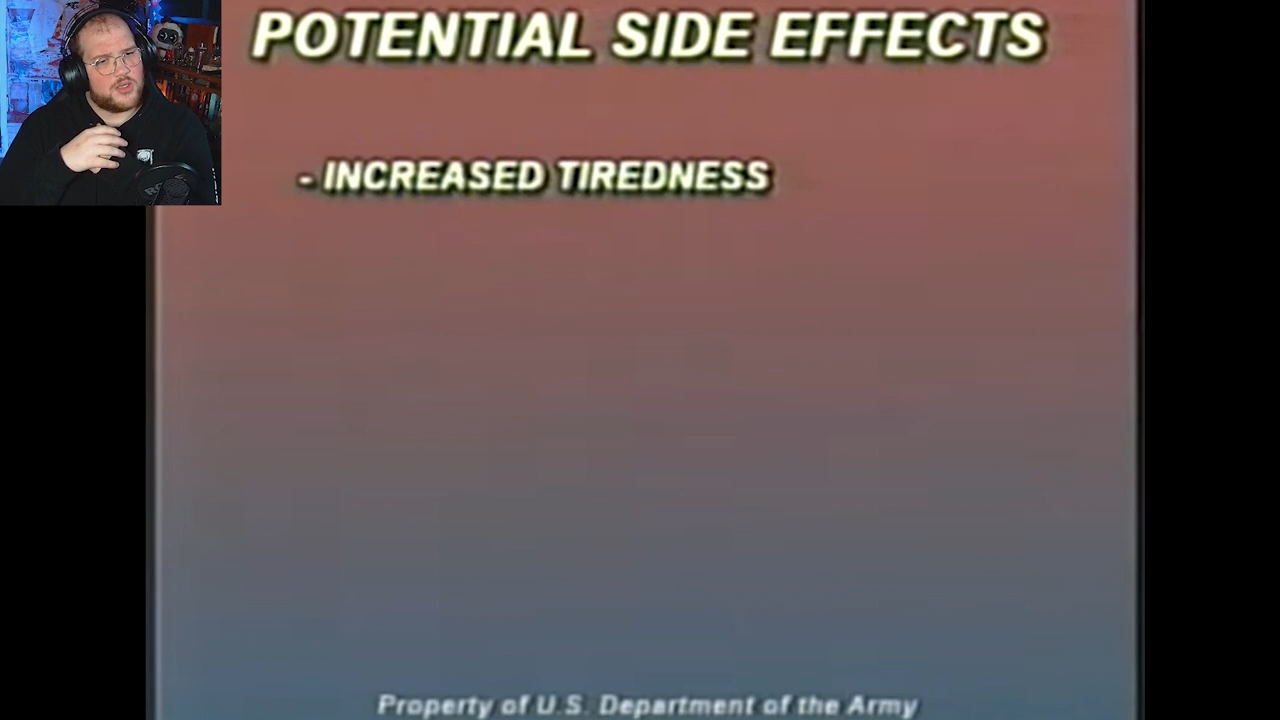 POTENTIAL SIDE EFFECTS
- INCREASED TIREDNESS
Property of U.S. Department of the Army